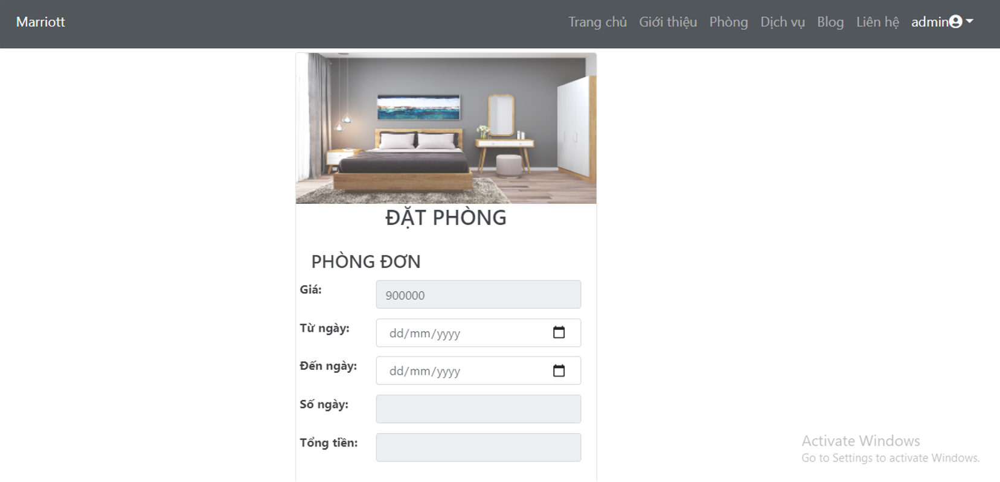 Marriott
Trang chủ Giới thiệu Phòng Dịch vụ Blog Liên hệ admin
ĐẶT PHÒNG
PHÒNG ĐƠN
Giá: 900000
Từ ngày: dd/mm/yyyy
Đến ngày: dd/mm/yyyy
Số ngày:
Tổng tiền:
Activate Windows
Go to Settings to activate Windows.